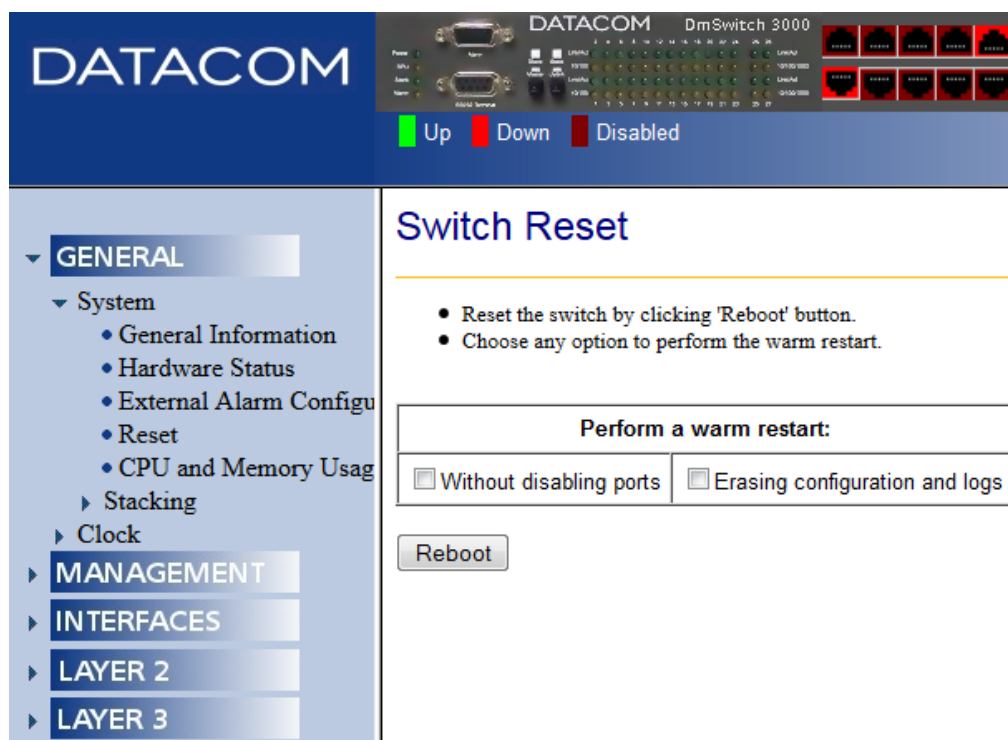 DATACOM
DATACOM DmSwitch 3000
Up Down Disabled
GENERAL
System
General Information
Hardware Status
External Alarm Configu
Reset
CPU and Memory Usag
Stacking
Clock
MANAGEMENT
INTERFACES
LAYER 2
LAYER 3
Switch Reset
Reset the switch by clicking 'Reboot' button.
Choose any option to perform the warm restart.
Perform a warm restart:
Without disabling ports
Erasing configuration and logs
Reboot